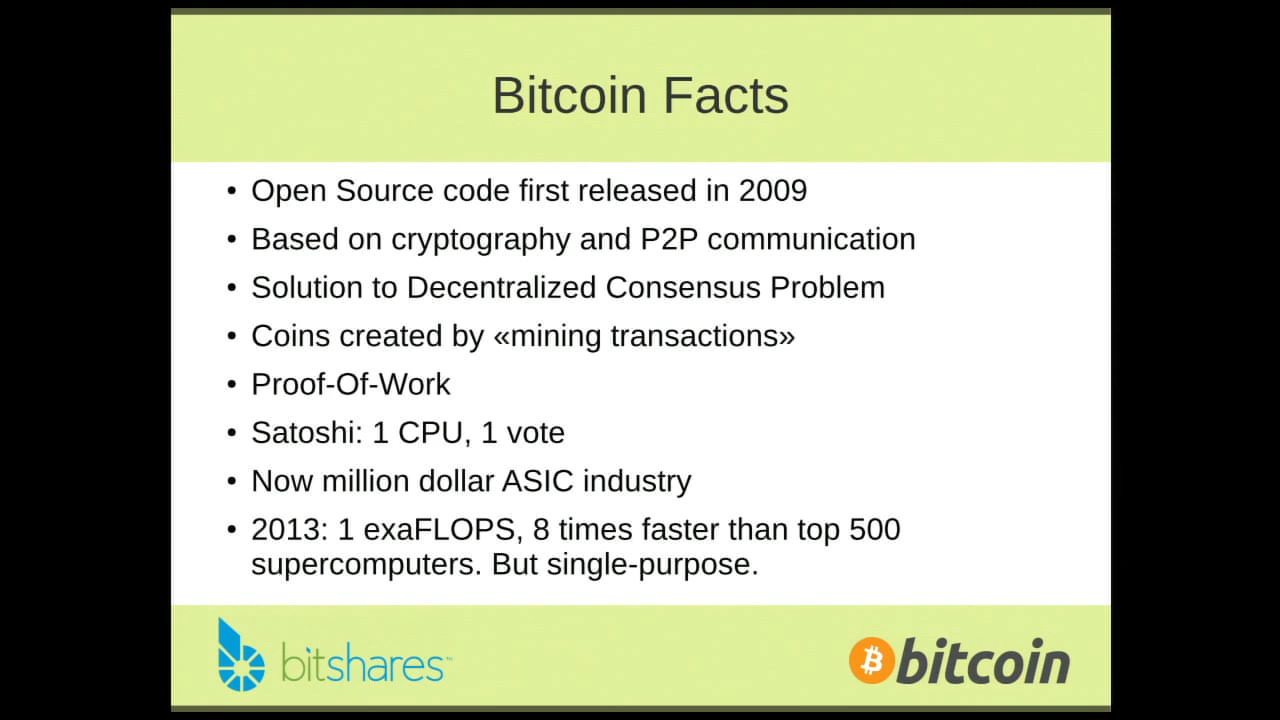 Bitcoin Facts
• Open Source code first released in 2009
• Based on cryptography and P2P communication
• Solution to Decentralized Consensus Problem
• Coins created by «mining transactions»
• Proof-Of-Work
• Satoshi: 1 CPU, 1 vote
• Now million dollar ASIC industry
• 2013: 1 exaFLOPS, 8 times faster than top 500
supercomputers. But single-purpose.
bitshares™
bitcoin